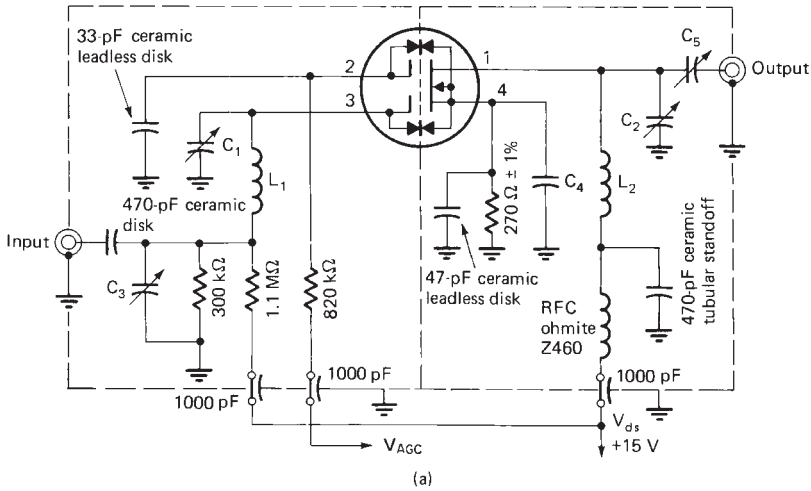 33-pF ceramic
leadless disk
2
3
1
4
C5
Output
C1
C2
L1
270 Ω ± 1%
C4
L2
470-pF ceramic
disk
Input
C3
300 kΩ
1.1 MΩ
820 kΩ
47-pF ceramic
leadless disk
RFC
ohmite
Z460
470-pF ceramic
tubular standoff
1000 pF
1000 pF
1000 pF
VAGC
Vds
+15 V
(a)